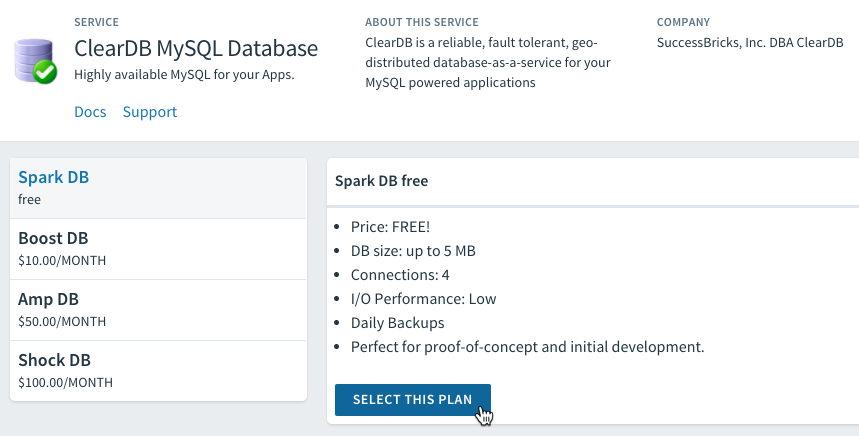 SERVICE
ClearDB MySQL Database
Highly available MySQL for your Apps.
Docs Support
ABOUT THIS SERVICE
ClearDB is a reliable, fault tolerant, geo-
distributed database-as-a-service for your
MySQL powered applications
COMPANY
SuccessBricks, Inc. DBA ClearDB
Spark DB
free
Boost DB
$10.00/MONTH
Amp DB
$50.00/MONTH
Shock DB
$100.00/MONTH
Spark DB free
• Price: FREE!
• DB size: up to 5 MB
• Connections: 4
• I/O Performance: Low
• Daily Backups
• Perfect for proof-of-concept and initial development.
SELECT THIS PLAN